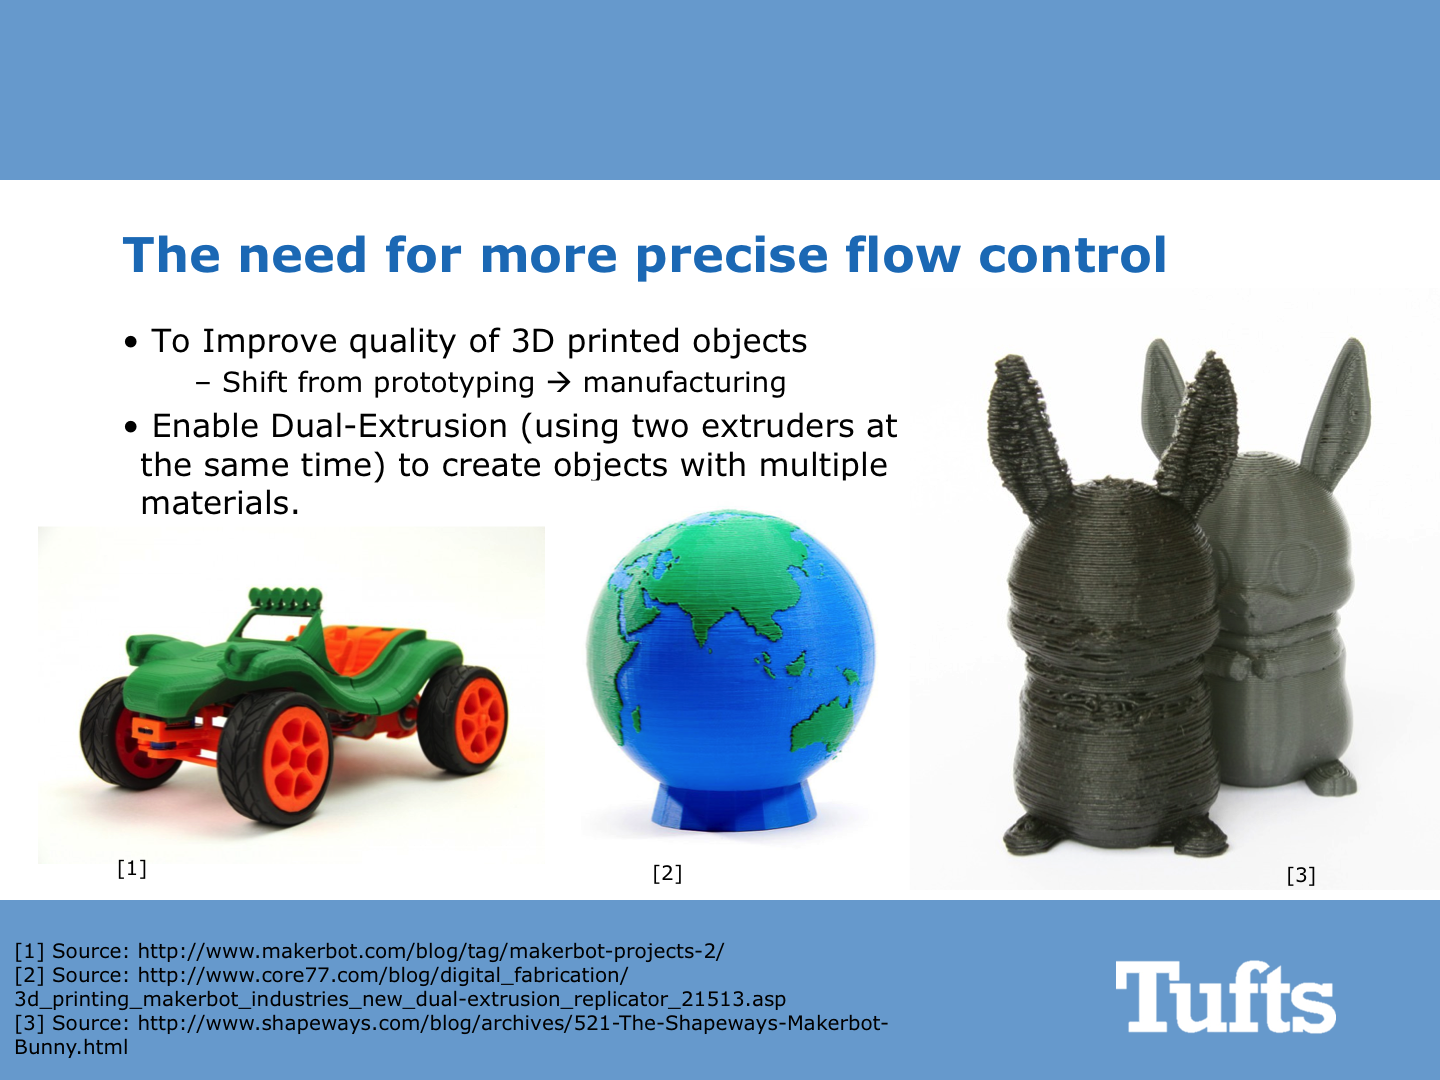 The need for more precise flow control
• To Improve quality of 3D printed objects
– Shift from prototyping → manufacturing
• Enable Dual-Extrusion (using two extruders at
the same time) to create objects with multiple
materials.
[1]
[2]
[3]
[1] Source: http://www.makerbot.com/blog/tag/makerbot-projects-2/
[2] Source: http://www.core77.com/blog/digital_fabrication/
3d_printing_makerbot_industries_new_dual-extrusion_replicator_21513.asp
[3] Source: http://www.shapeways.com/blog/archives/521-The-Shapeways-Makerbot-
Bunny.html
Tufts